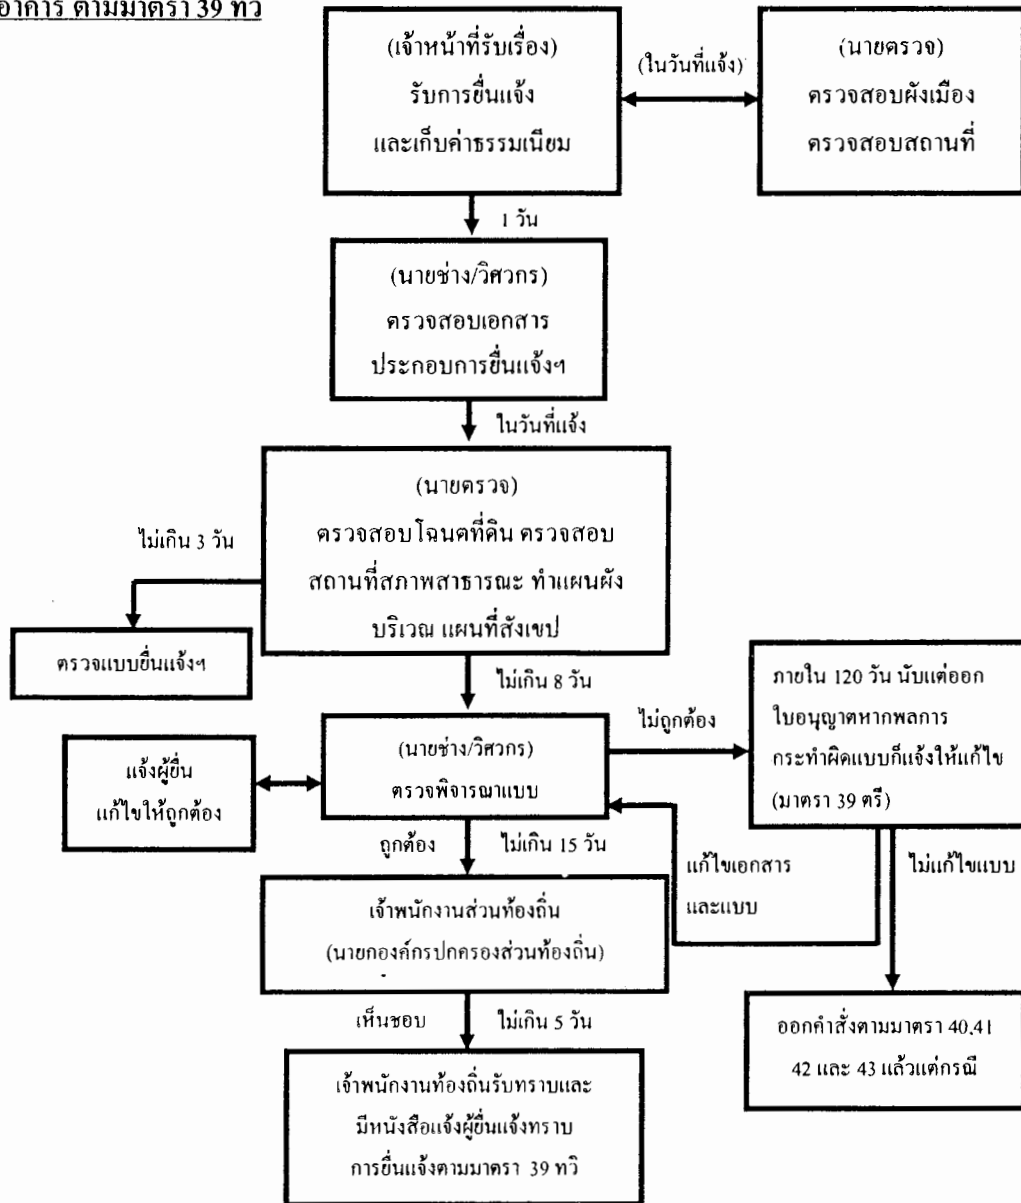 อาคาร ตามมาตรา 39 ทวิ
(เจ้าหน้าที่รับเรื่อง)
รับการยื่นแจ้ง
และเก็บค่าธรรมเนียม
(ในวันที่แจ้ง)
(นายตรวจ)
ตรวจสอบผังเมือง
ตรวจสอบสถานที่
1 วัน
(นายช่าง/วิศวกร)
ตรวจสอบเอกสาร
ประกอบการยื่นแจ้งฯ
ในวันที่แจ้ง
(นายตรวจ)
ตรวจสอบโฉนตที่ดิน ตรวจสอบ
สถานที่สภาพสาธารณะ ทำแผนผัง
บริเวณ แผนที่สังเขป
ไม่เกิน 3 วัน
ตรวจแบบยื่นแจ้งฯ
ไม่เกิน 8 วัน
(นายช่าง/วิศวกร)
ตรวจพิจารณาแบบ
แจ้งผู้ยื่น
แก้ไขให้ถูกต้อง
ไม่ถูกต้อง
ภายใน 120 วัน นับแต่ออก
ใบอนุญาตหากพลการ
กระทำผิดแบบก็แจ้งให้แก้ไข
(มาตรา 39 ตรี)
ถูกต้อง
ไม่เกิน 15 วัน
แก้ไขเอกสาร
และแบบ
ไม่แก้ไขแบบ
เจ้าพนักงานส่วนท้องถิ่น
(นายกองค์กรปกครองส่วนท้องถิ่น)
เห็นชอบ
ไม่เกิน 5 วัน
ออกคำสั่งตามมาตรา 40,41
42 และ 43 แล้วแต่กรณี
เจ้าพนักงานท้องถิ่นรับทราบและ
มีหนังสือแจ้งผู้ยื่นแจ้งทราบ
การยื่นแจ้งตามมาตรา 39 ทวิ